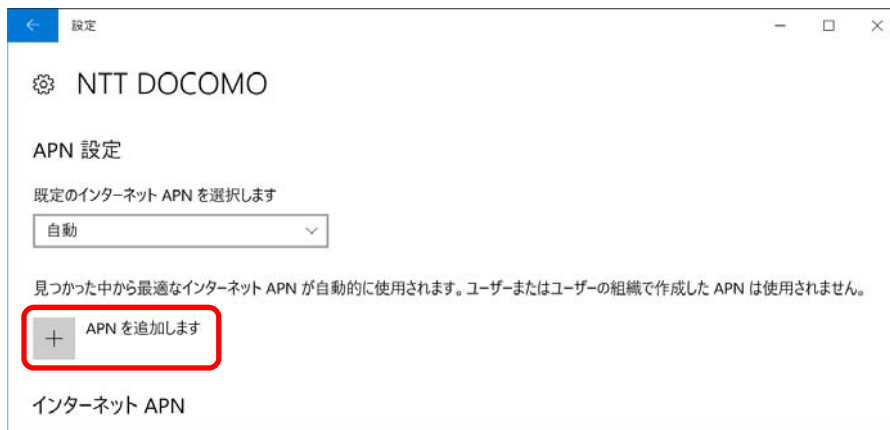 設定
NTT DOCOMO
APN 設定
既定のインターネット APN を選択します
自動
見つかった中から最適なインターネット APN が自動的に使用されます。ユーザーまたはユーザーの組織で作成した APN は使用されません。
APN を追加します
インターネット APN